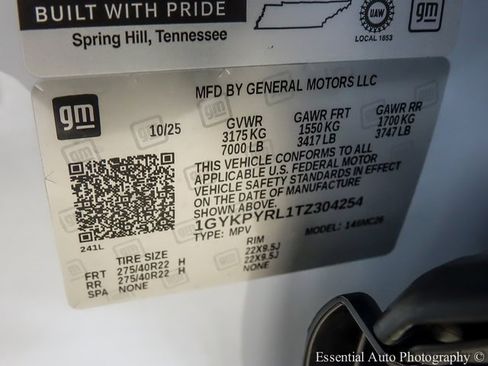 BUILT WITH PRIDE
Spring Hill, Tennessee
UAW
LOCAL 1853
gm
gm
MFD BY GENERAL MOTORS LLC
10/25
GVWR
3175 KG
7000 LB
GAWR FRT
1550 KG
3417 LB
GAWR RR
1700 KG
3747 LB
THIS VEHICLE CONFORMS TO ALL
APPLICABLE U.S. FEDERAL MOTOR
VEHICLE SAFETY STANDARDS IN EFFECT
ON THE DATE OF MANUFACTURE
SHOWN ABOVE.
1GYKPYRL1TZ304254
TYPE: MPV
MODEL: 146MC26
241L
TIRE SIZE
RIM
FRT 275/40R22 H 22X9.5J
RR 275/40R22 H 22X9.5J
SPA NONE NONE
Essential Auto Photography ©